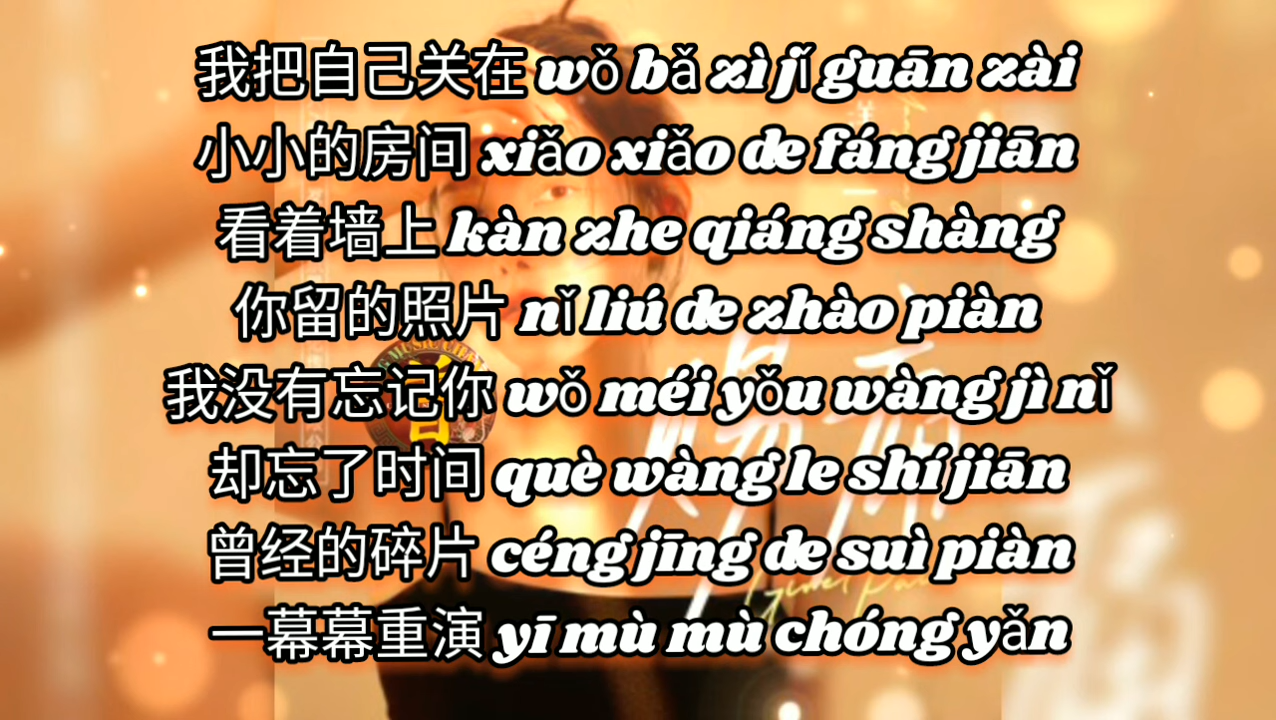 我把自己关在 wǒ bǎ zì jǐ guān zài
小小的房间 xiǎo xiǎo de fáng jiān
看着墙上 kàn zhe qiáng shàng
你留的照片 nǐ liú de zhào piàn
我没有忘记你 wǒ méi yǒu wàng jì nǐ
却忘了时间 què wàng le shí jiān
曾经的碎片 céng jīng de suì piàn
一幕幕重演 yī mù mù chóng yǎn